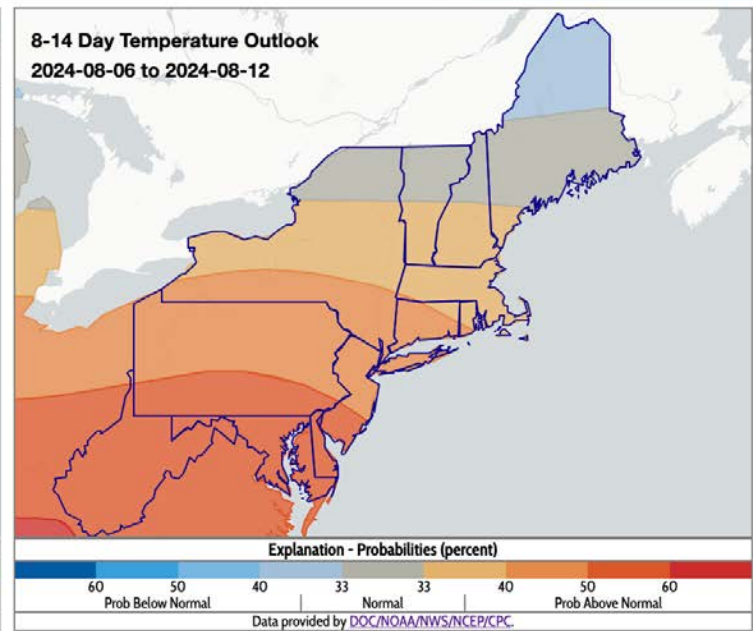 8-14 Day Temperature Outlook
2024-08-06 to 2024-08-12
Explanation - Probabilities (percent)
60 50 40 33 33 40 50 60
Prob Below Normal | Normal | Prob Above Normal
Data provided by DOC/NOAA/NWS/NCEP/CPC.